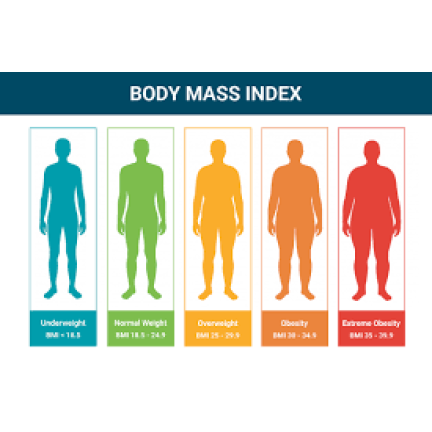 BODY MASS INDEX
Underweight
BMI < 18.5
Normal Weight
BMI 18.5 - 24.9
Overweight
BMI 25 - 29.9
Obesity
BMI 30 - 34.9
Extreme Obesity
BMI 35 - 39.9